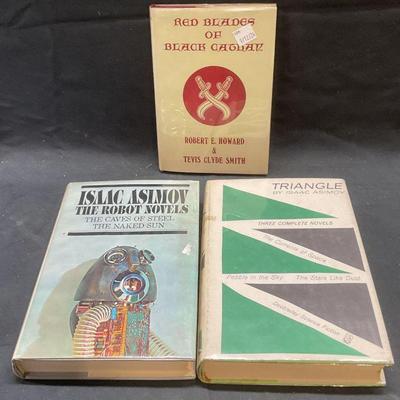 RED BLADES
OF
BLACK CATHAY
ROBERT E. HOWARD
&
TEVIS CLYDE SMITH
ISAAC ASIMOV
THE ROBOT NOVELS
THE CAVES OF STEEL
THE NAKED SUN
TRIANGLE
BY ISAAC ASIMOV
THREE COMPLETE NOVELS
The Currents of Space
Pebble in the Sky
The Stars Like Dust
Doubleday Science Fiction